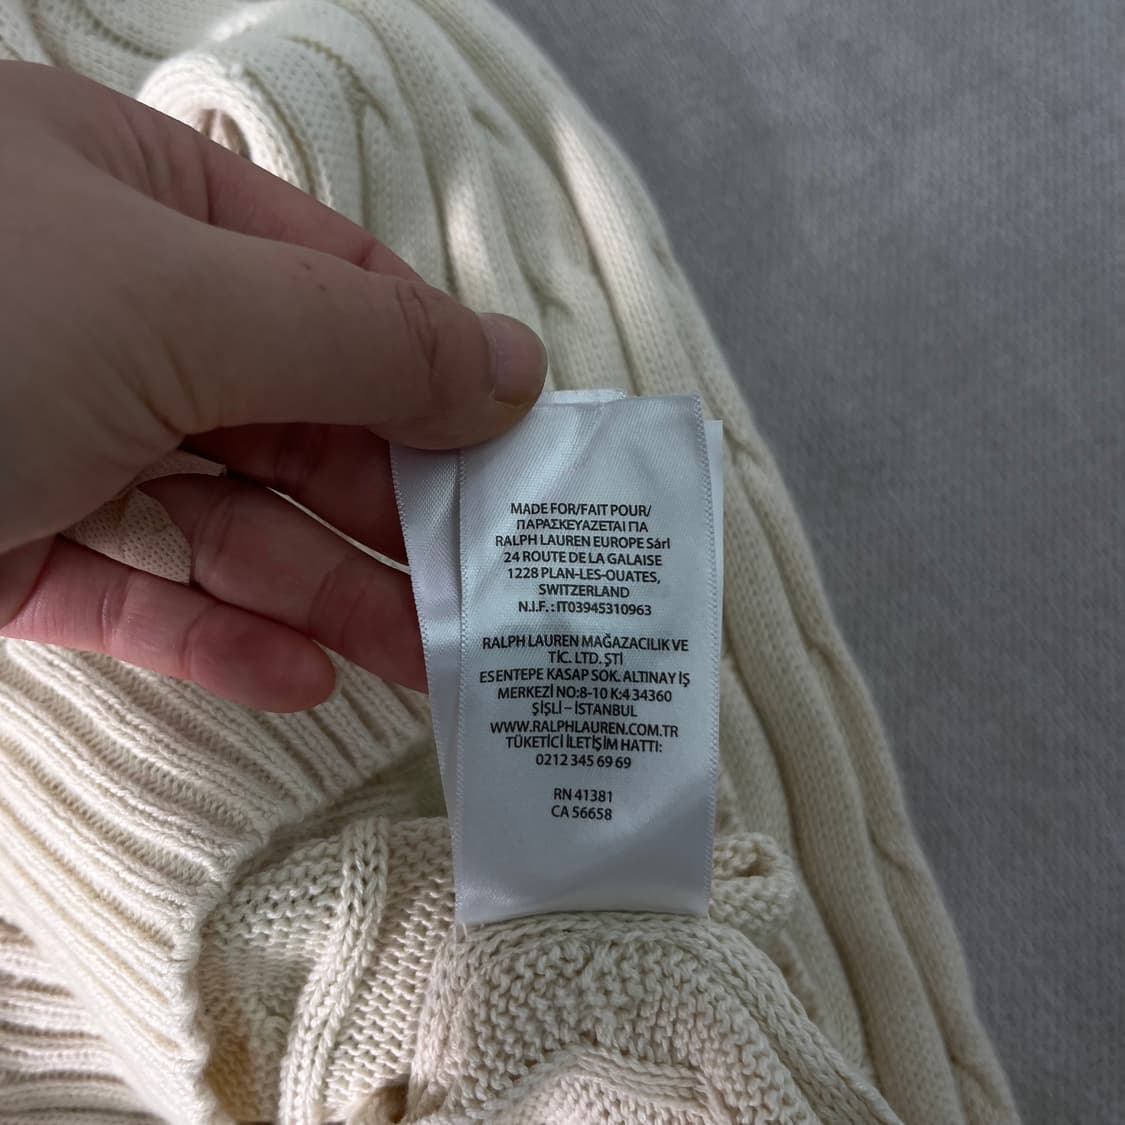 MADE FOR/FAIT POUR/
ΠΑΡΑΣΚΕΥΑΖΕΤΑΙ ΓΙΑ
RALPH LAUREN EUROPE Sárl
24 ROUTE DE LA GALAISE
1228 PLAN-LES-OUATES,
SWITZERLAND
N.I.F. : IT03945310963
RALPH LAUREN MAĞAZACILIK VE
TİC. LTD. ŞTİ
ESENTEPE KASAP SOK. ALTINAY İŞ
MERKEZİ NO:8-10 K:4 34360
ŞİŞLİ – İSTANBUL
WWW.RALPHLAUREN.COM.TR
TÜKETİCİ İLETİŞİM HATTI:
0212 345 69 69
RN 41381
CA 56658